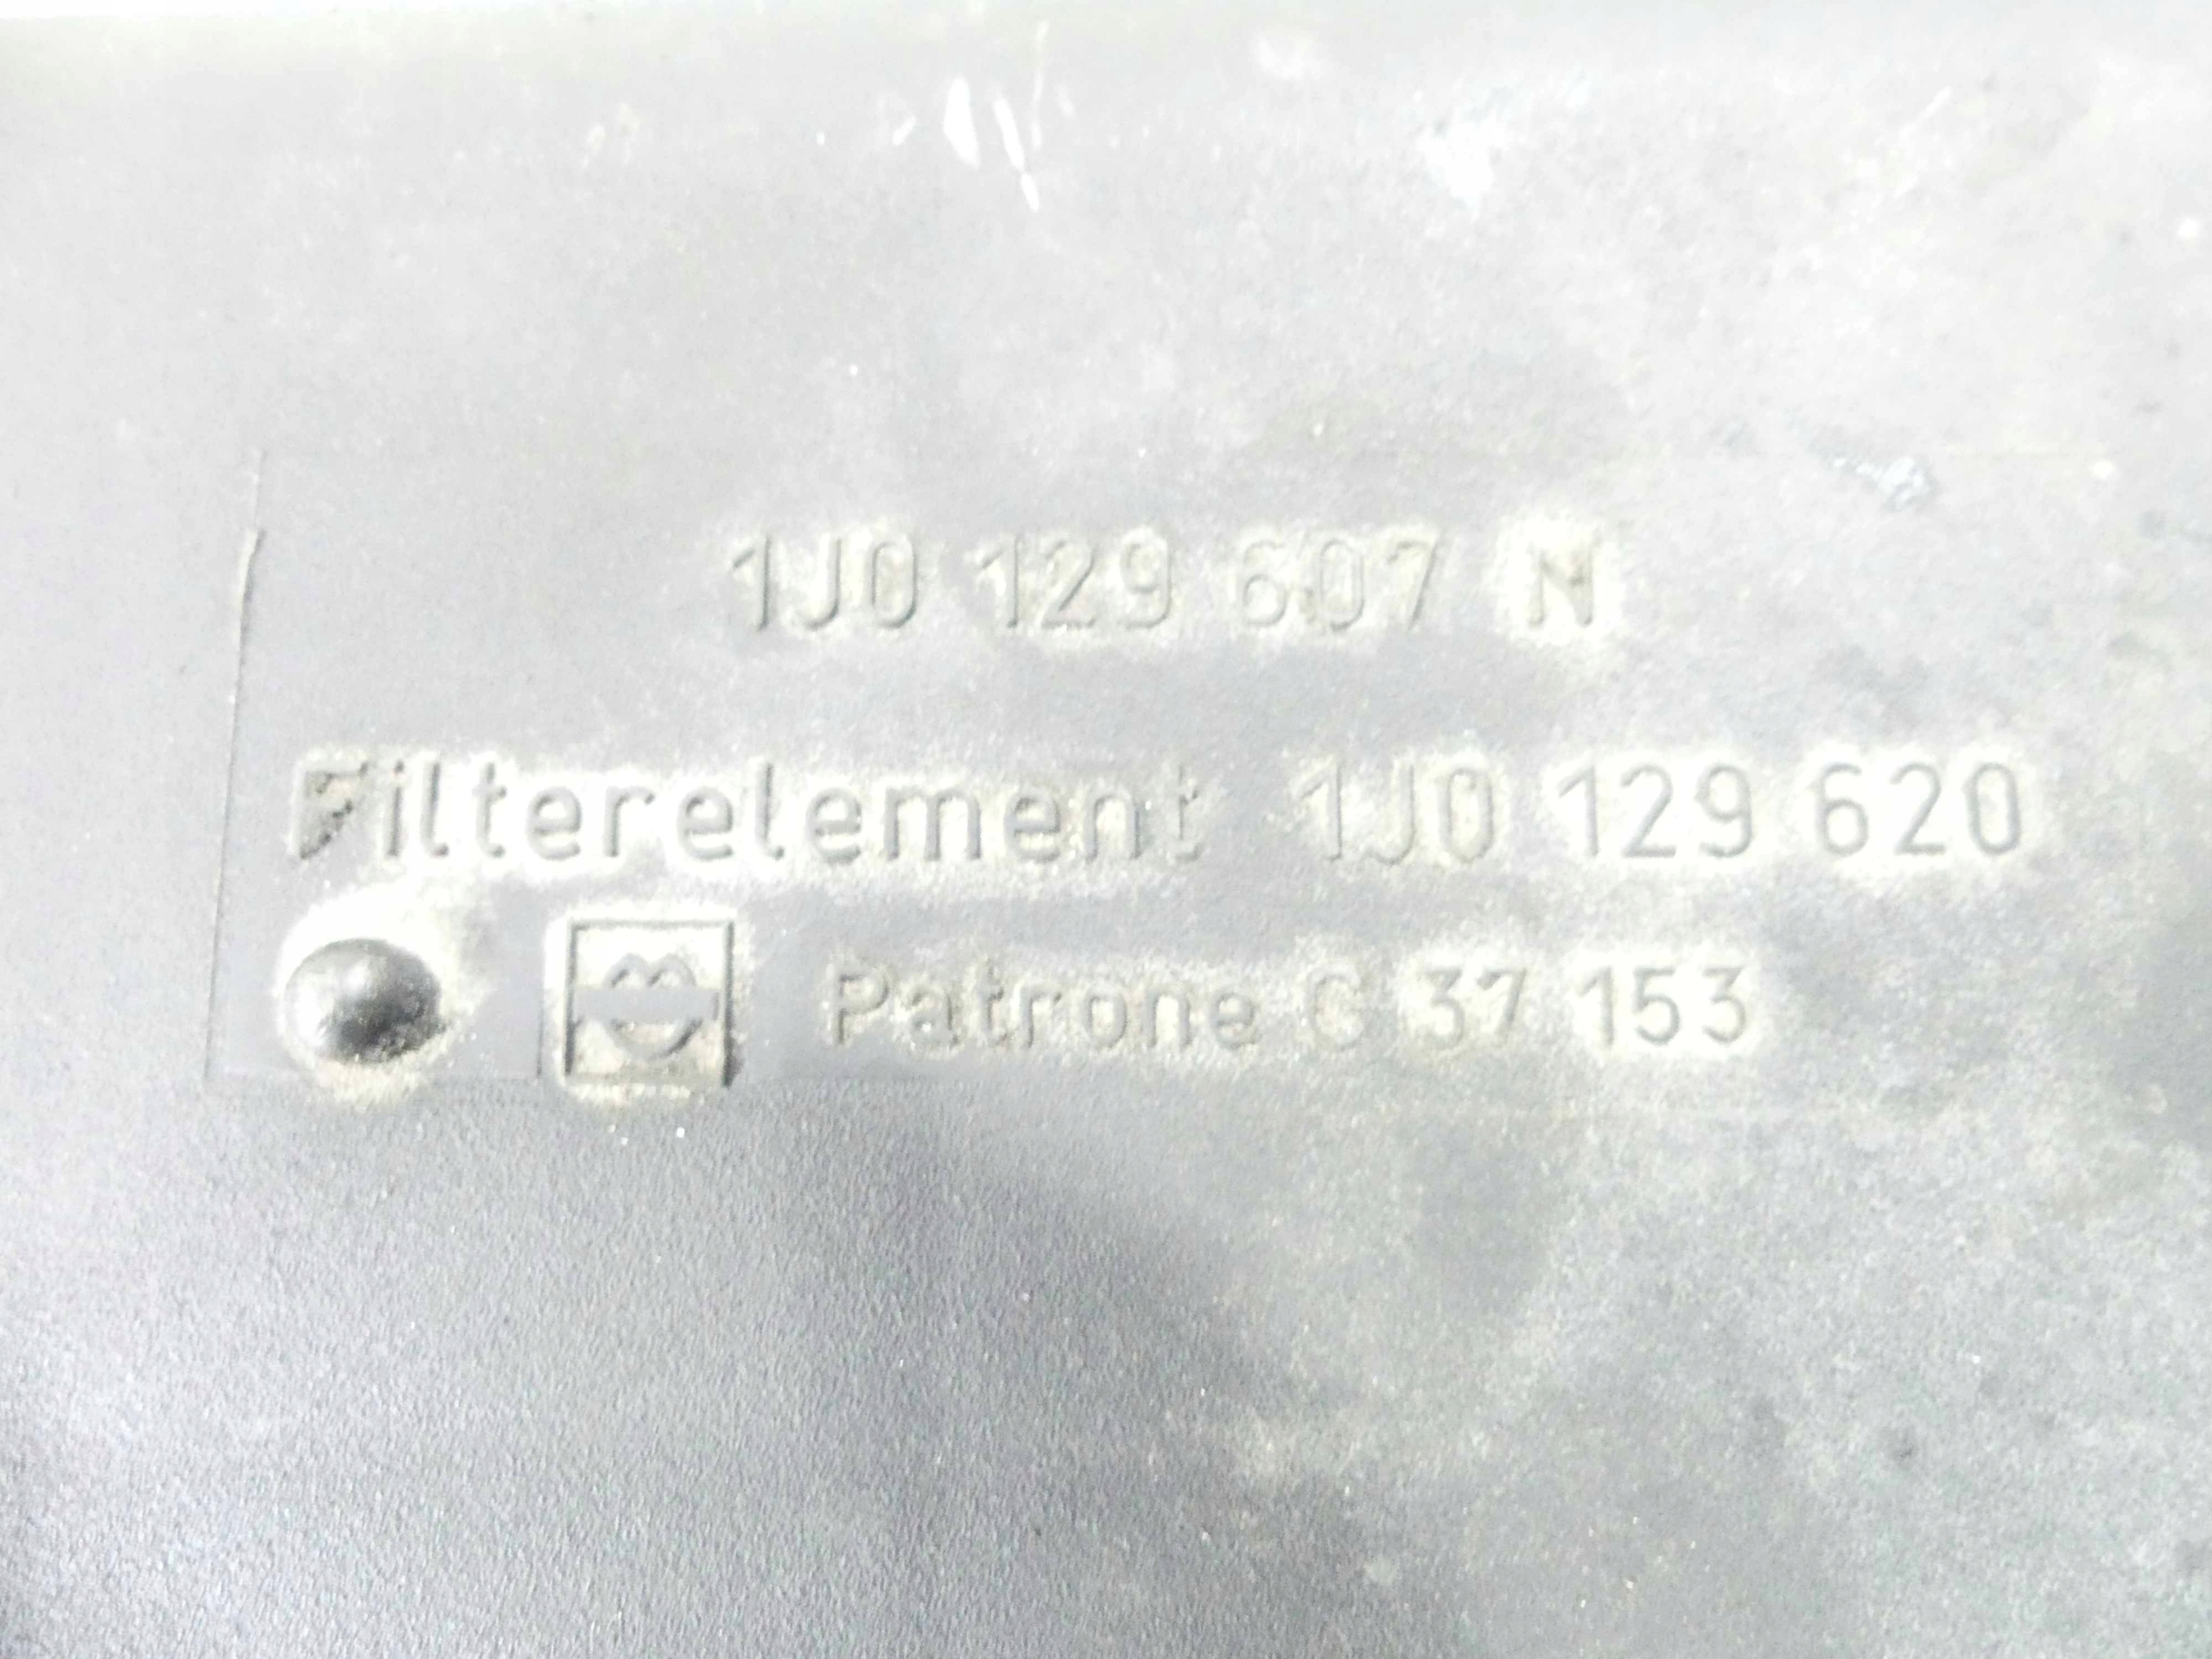 1J0 129 607 N
Filterelement 1J0 129 620
Patrone C 37 153